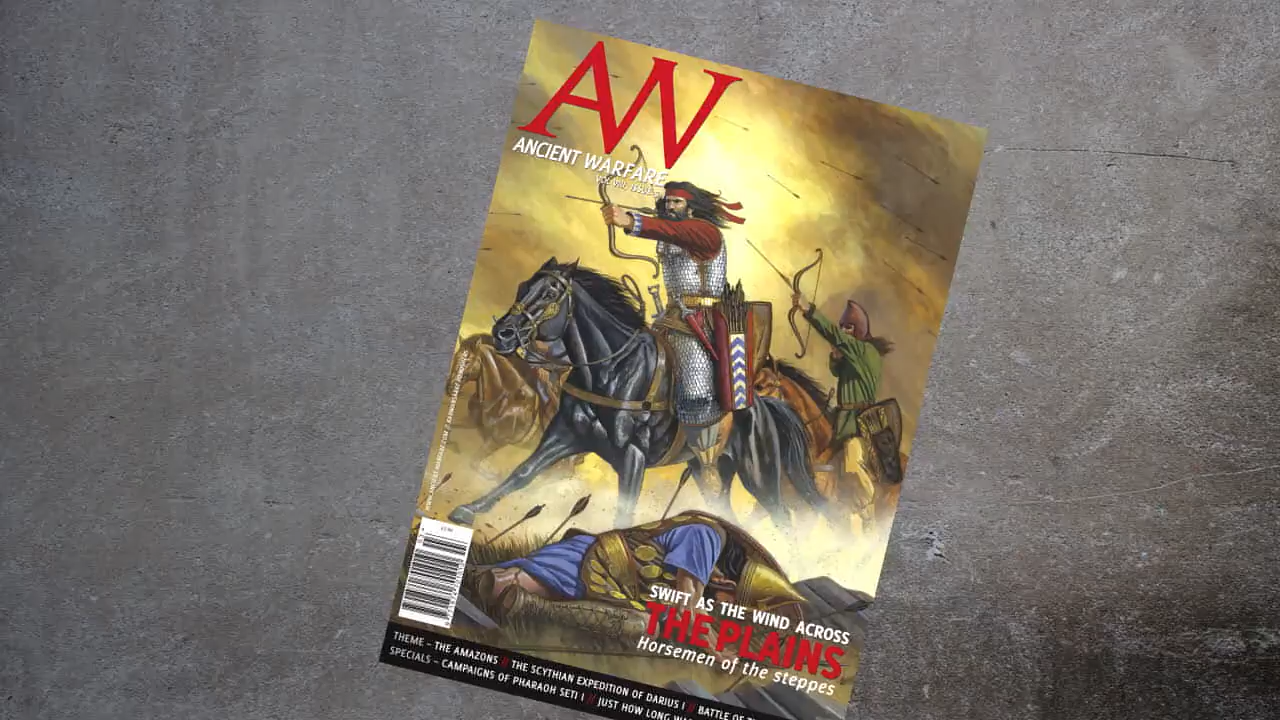 AW
ANCIENT WARFARE
SWIFT AS THE WIND ACROSS
THE PLAINS
Horsemen of the steppes
THEME – THE AMAZONS // THE SCYTHIAN EXPEDITION OF DARIUS I // BATTLE OF
SPECIALS – CAMPAIGNS OF PHARAOH SETI I // JUST HOW LONG